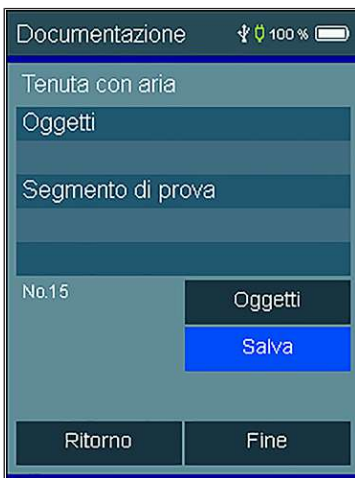 Documentazione 100 %
Tenuta con aria
Oggetti
Segmento di prova
No.15
Oggetti
Salva
Ritorno Fine